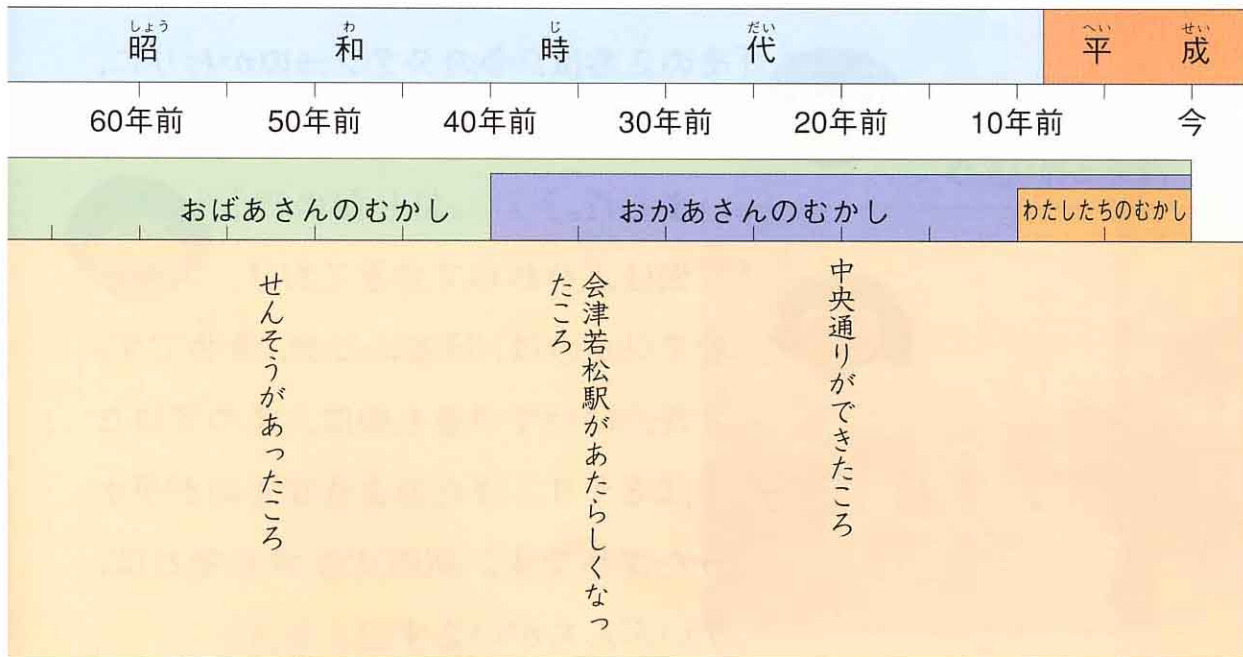 昭和時代
しょうわじだい
平成
へいせい
60年前 50年前 40年前 30年前 20年前 10年前 今
おばあさんのむかし
おかあさんのむかし
わたしたちのむかし
中央通りができたころ
会津若松駅があたらしくなっ
たころ
せんそうがあったころ